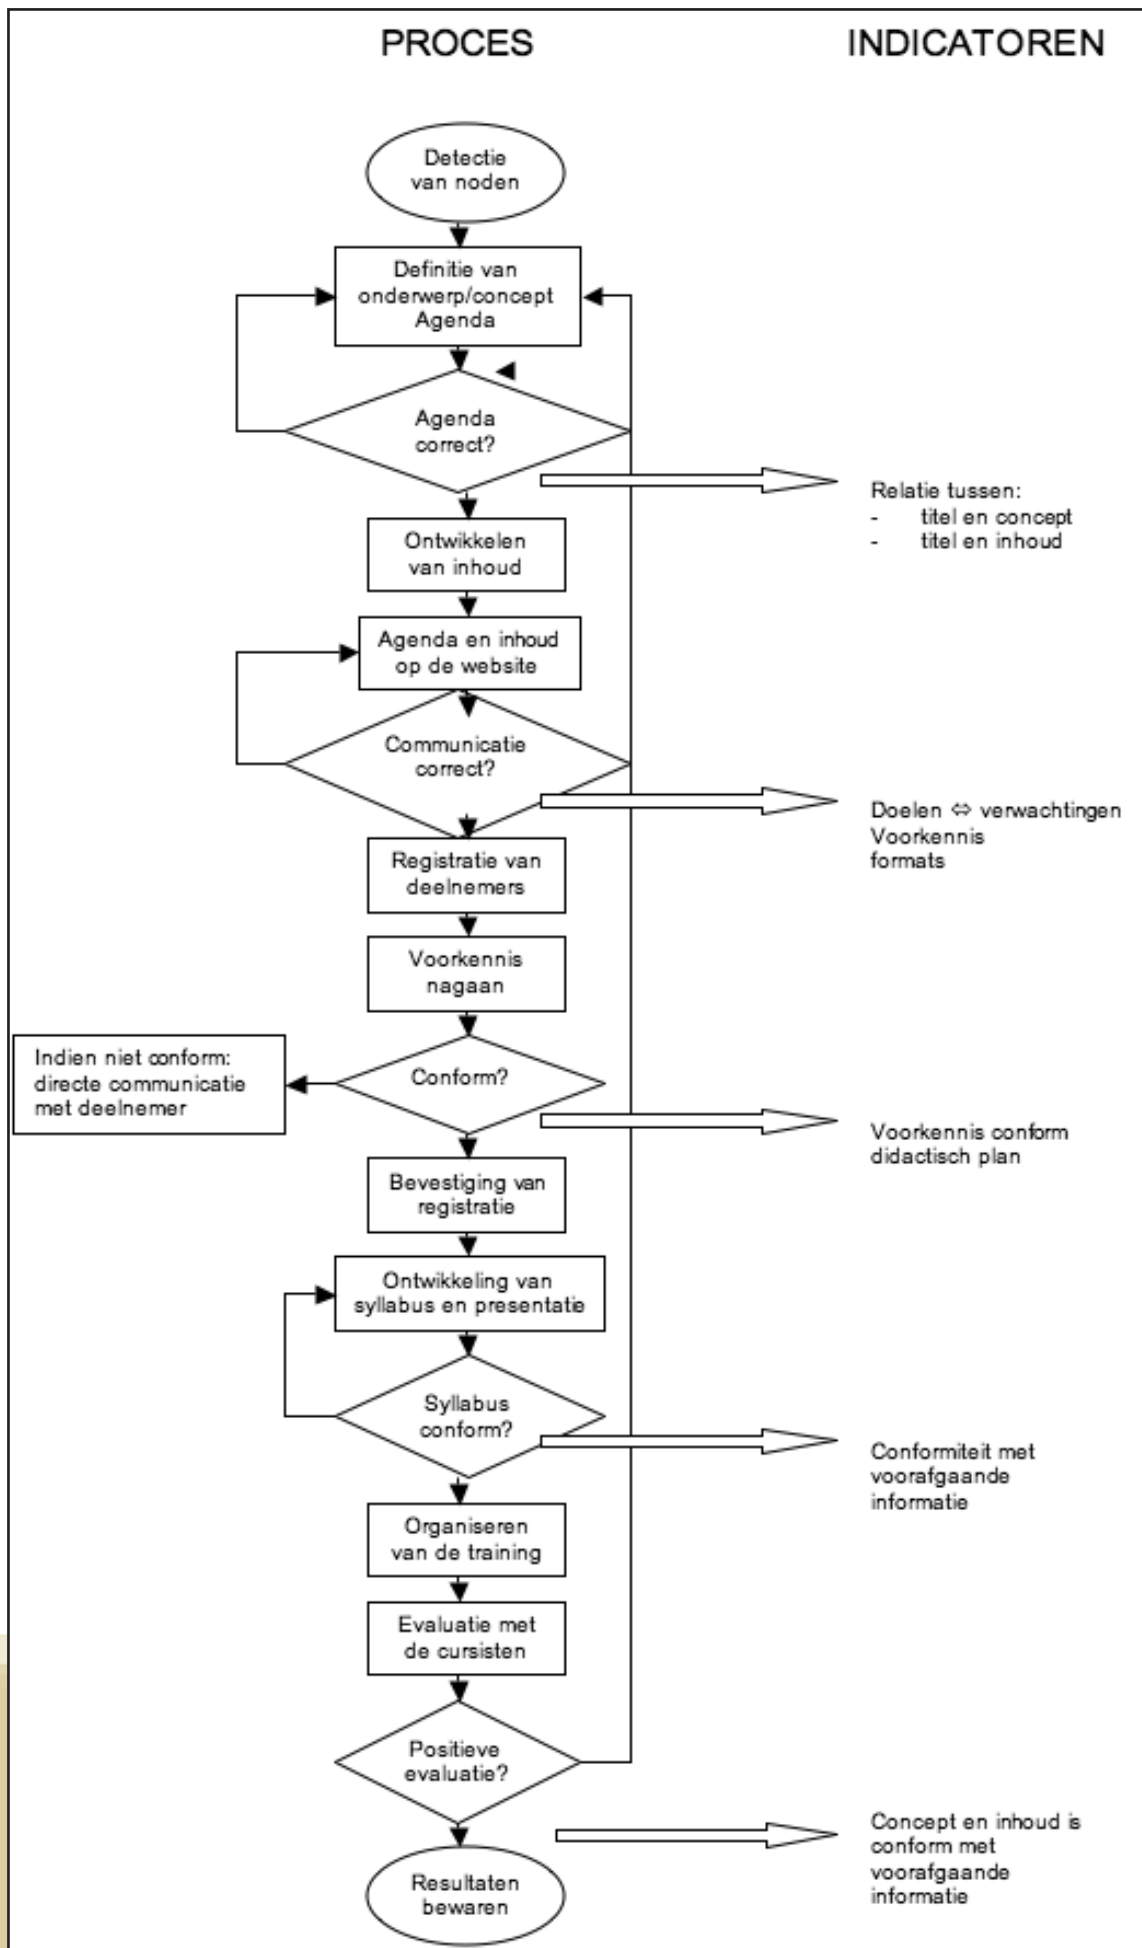 PROCES
INDICATOREN
Detectie
van noden
Definitie van
onderwerp/concept
Agenda
Agenda
correct?
Relatie tussen:
- titel en concept
- titel en inhoud
Ontwikkelen
van inhoud
Agenda en inhoud
op de website
Communicatie
correct?
Doelen ⇔ verwachtingen
Voorkennis
formats
Registratie van
deelnemers
Voorkennis
nagaan
Conform?
Indien niet conform:
directe communicatie
met deelnemer
Voorkennis conform
didactisch plan
Bevestiging van
registratie
Ontwikkeling van
syllabus en presentatie
Syllabus
conform?
Conformiteit met
voorafgaande
informatie
Organiseren
van de training
Evaluatie met
de cursisten
Positieve
evaluatie?
Concept en inhoud is
conform met
voorafgaande
informatie
Resultaten
bewaren